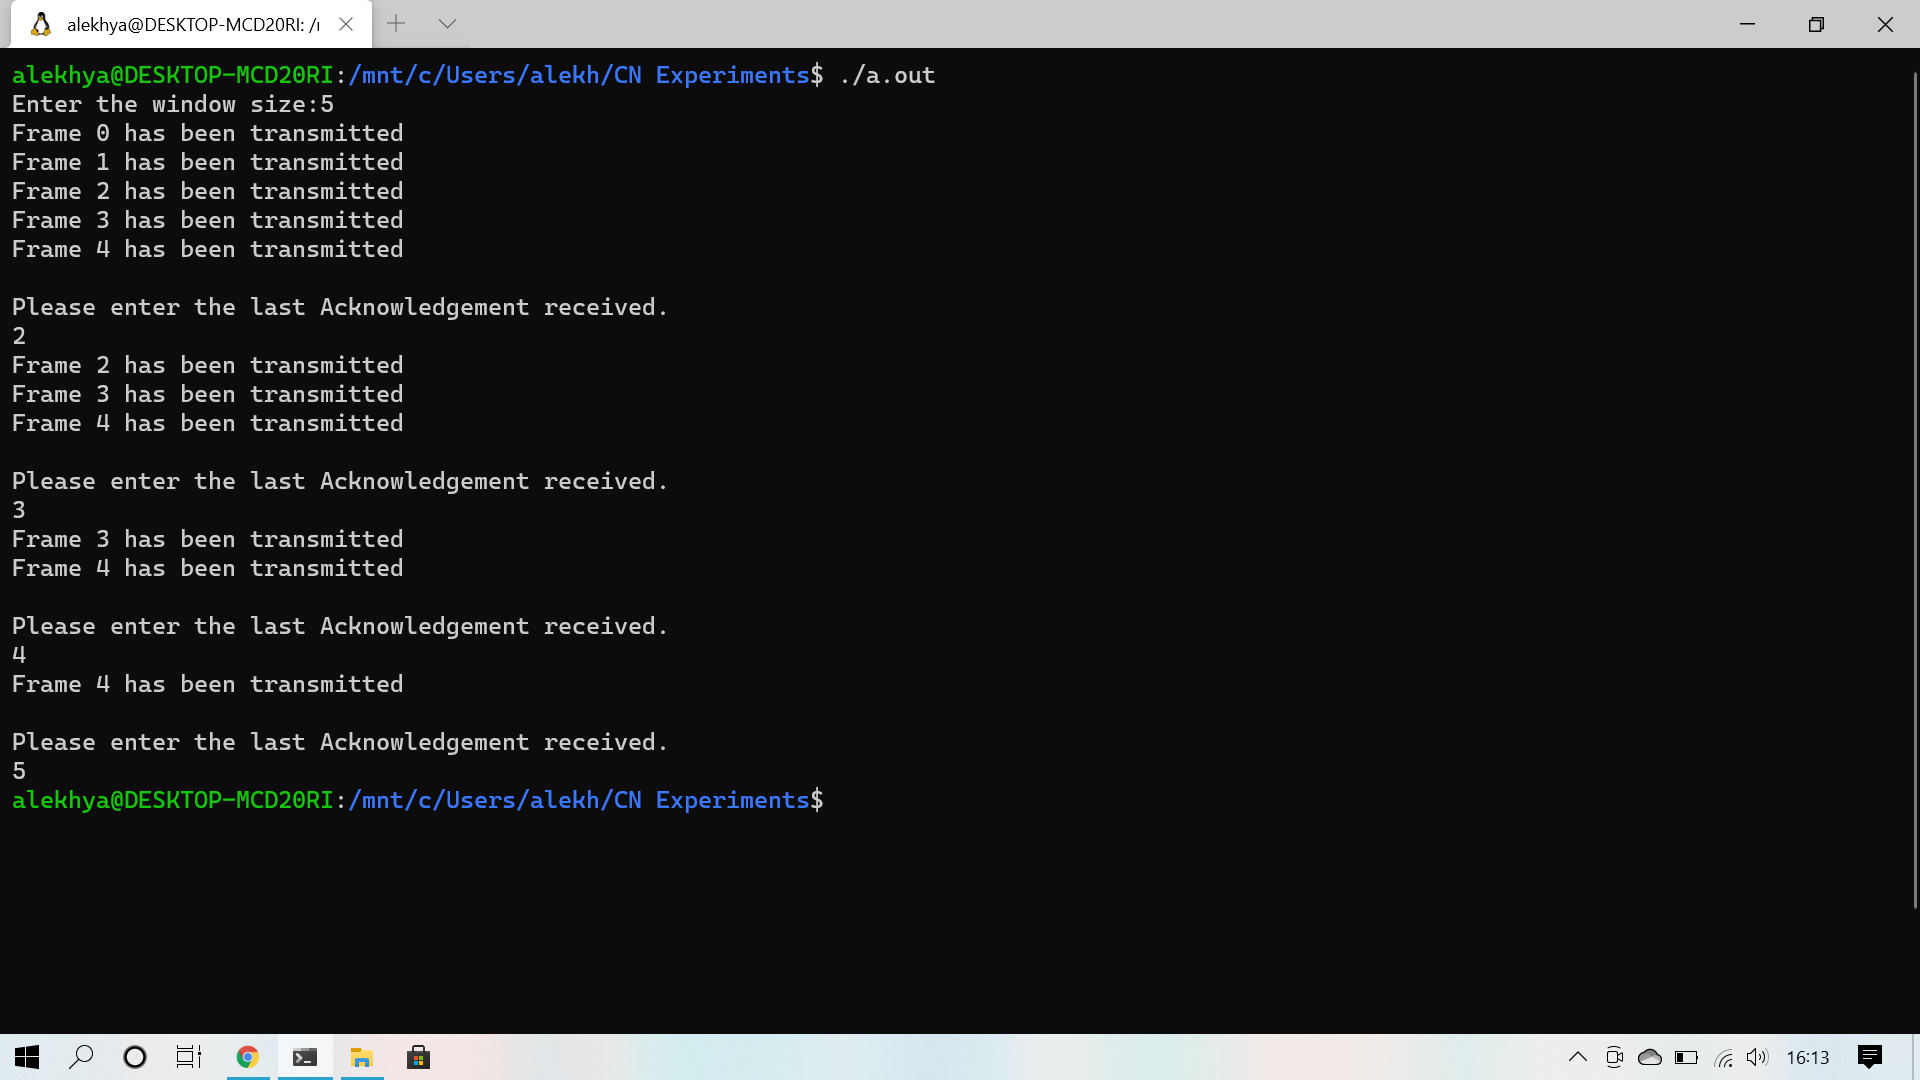 alekhya@DESKTOP-MCD20RI: /
alekhya@DESKTOP-MCD20RI:/mnt/c/Users/alekh/CN Experiments$ ./a.out
Enter the window size:5
Frame 0 has been transmitted
Frame 1 has been transmitted
Frame 2 has been transmitted
Frame 3 has been transmitted
Frame 4 has been transmitted
Please enter the last Acknowledgement received.
2
Frame 2 has been transmitted
Frame 3 has been transmitted
Frame 4 has been transmitted
Please enter the last Acknowledgement received.
3
Frame 3 has been transmitted
Frame 4 has been transmitted
Please enter the last Acknowledgement received.
4
Frame 4 has been transmitted
Please enter the last Acknowledgement received.
5
alekhya@DESKTOP-MCD20RI:/mnt/c/Users/alekh/CN Experiments$
16:13